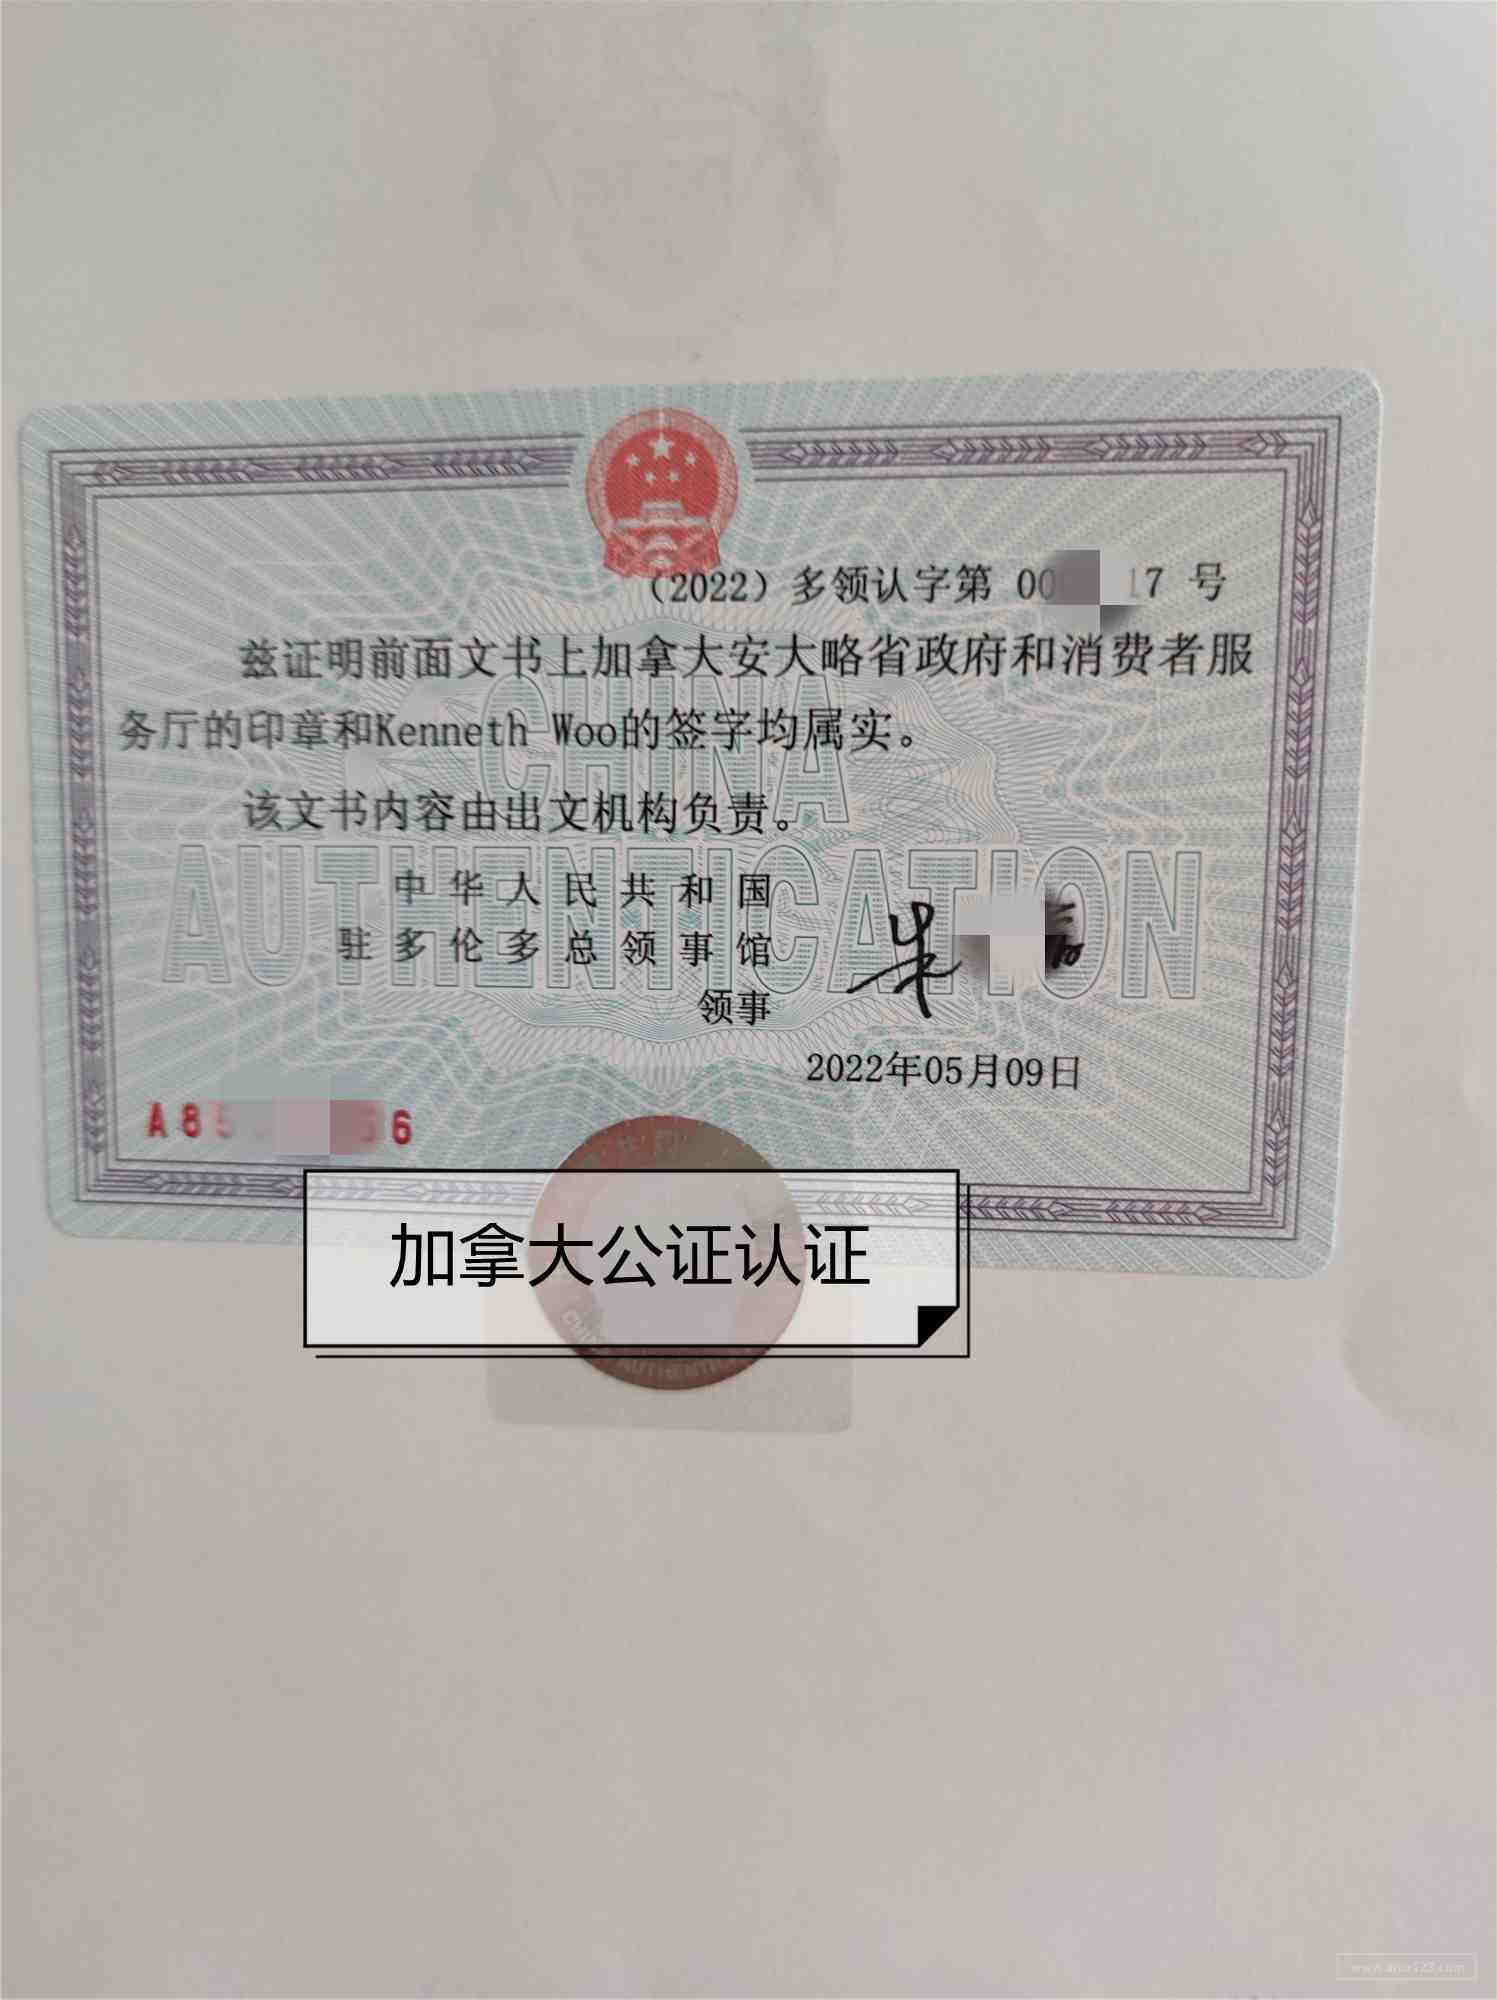 （2022）多领认字第 00 17 号
兹证明前面文书上加拿大安大略省政府和消费者服
务厅的印章和Kenneth Woo的签字均属实。
该文书内容由出文机构负责。
CHINA
AUTHENTICATION
中华人民共和国
驻多伦多总领事馆
领事
2022年05月09日
A8 6
加拿大公证认证